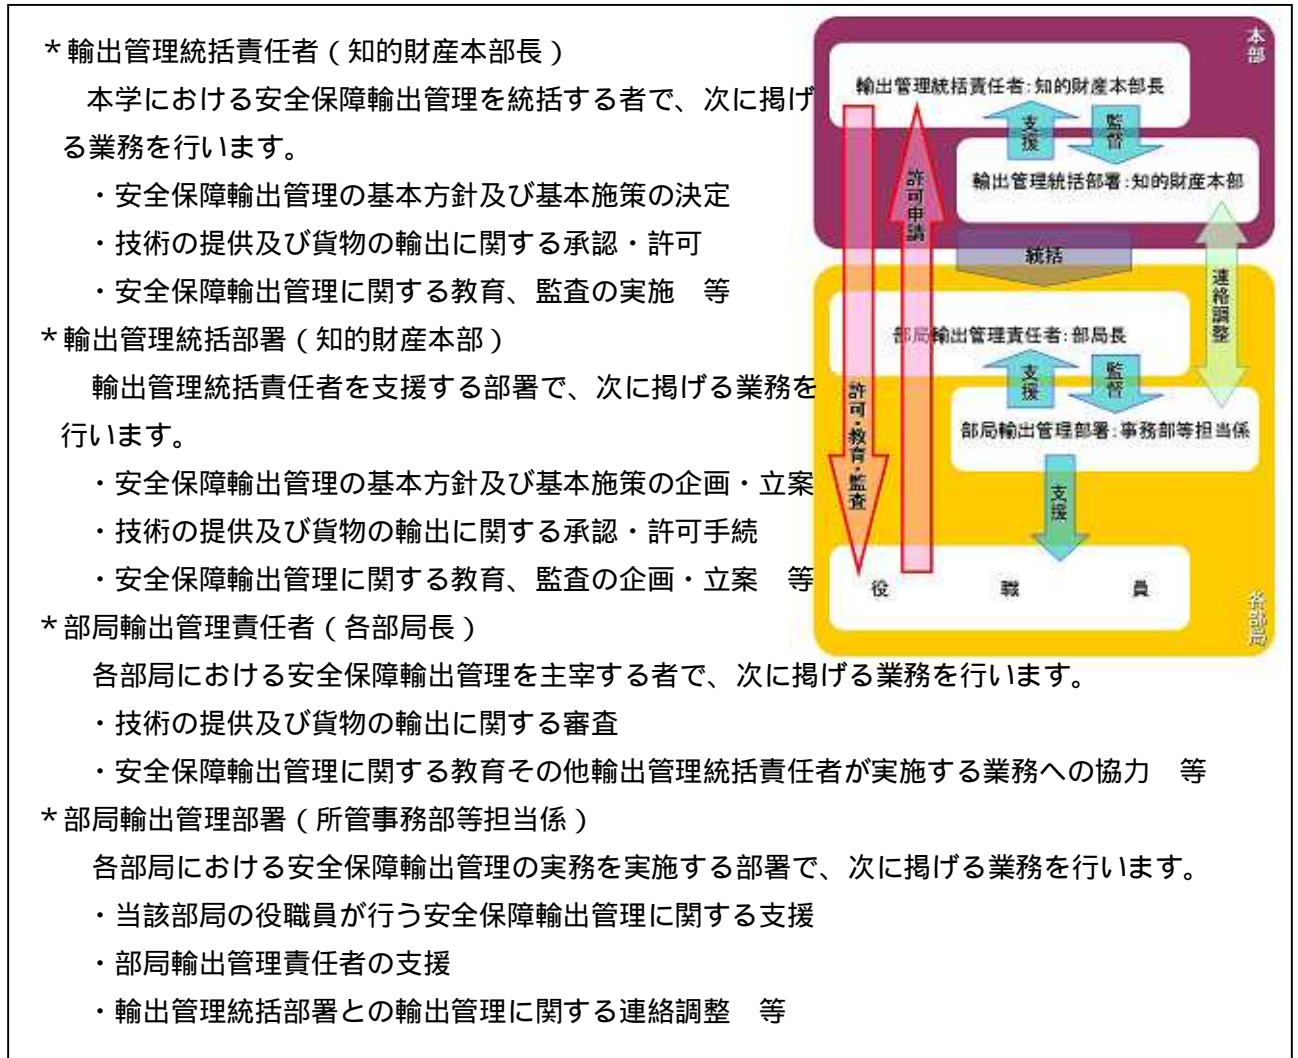 ＊輸出管理統括責任者（知的財産本部長）
本学における安全保障輸出管理を統括する者で、次に掲げ
る業務を行います。
・安全保障輸出管理の基本方針及び基本施策の決定
・技術の提供及び貨物の輸出に関する承認・許可
・安全保障輸出管理に関する教育、監査の実施　等
＊輸出管理統括部署（知的財産本部）
輸出管理統括責任者を支援する部署で、次に掲げる業務を
行います。
・安全保障輸出管理の基本方針及び基本施策の企画・立案
・技術の提供及び貨物の輸出に関する承認・許可手続
・安全保障輸出管理に関する教育、監査の企画・立案　等
＊部局輸出管理責任者（各部局長）
各部局における安全保障輸出管理を主宰する者で、次に掲げる業務を行います。
・技術の提供及び貨物の輸出に関する審査
・安全保障輸出管理に関する教育その他輸出管理統括責任者が実施する業務への協力　等
＊部局輸出管理部署（所管事務部等担当係）
各部局における安全保障輸出管理の実務を実施する部署で、次に掲げる業務を行います。
・当該部局の役職員が行う安全保障輸出管理に関する支援
・部局輸出管理責任者の支援
・輸出管理統括部署との輸出管理に関する連絡調整　等
本部
輸出管理統括責任者:知的財産本部長
支援
監督
輸出管理統括部署:知的財産本部
許可申請
統括
連絡調整
部局輸出管理責任者:部局長
支援
監督
許可・教育・監査
部局輸出管理部署:事務部等担当係
支援
役　職　員
各部局